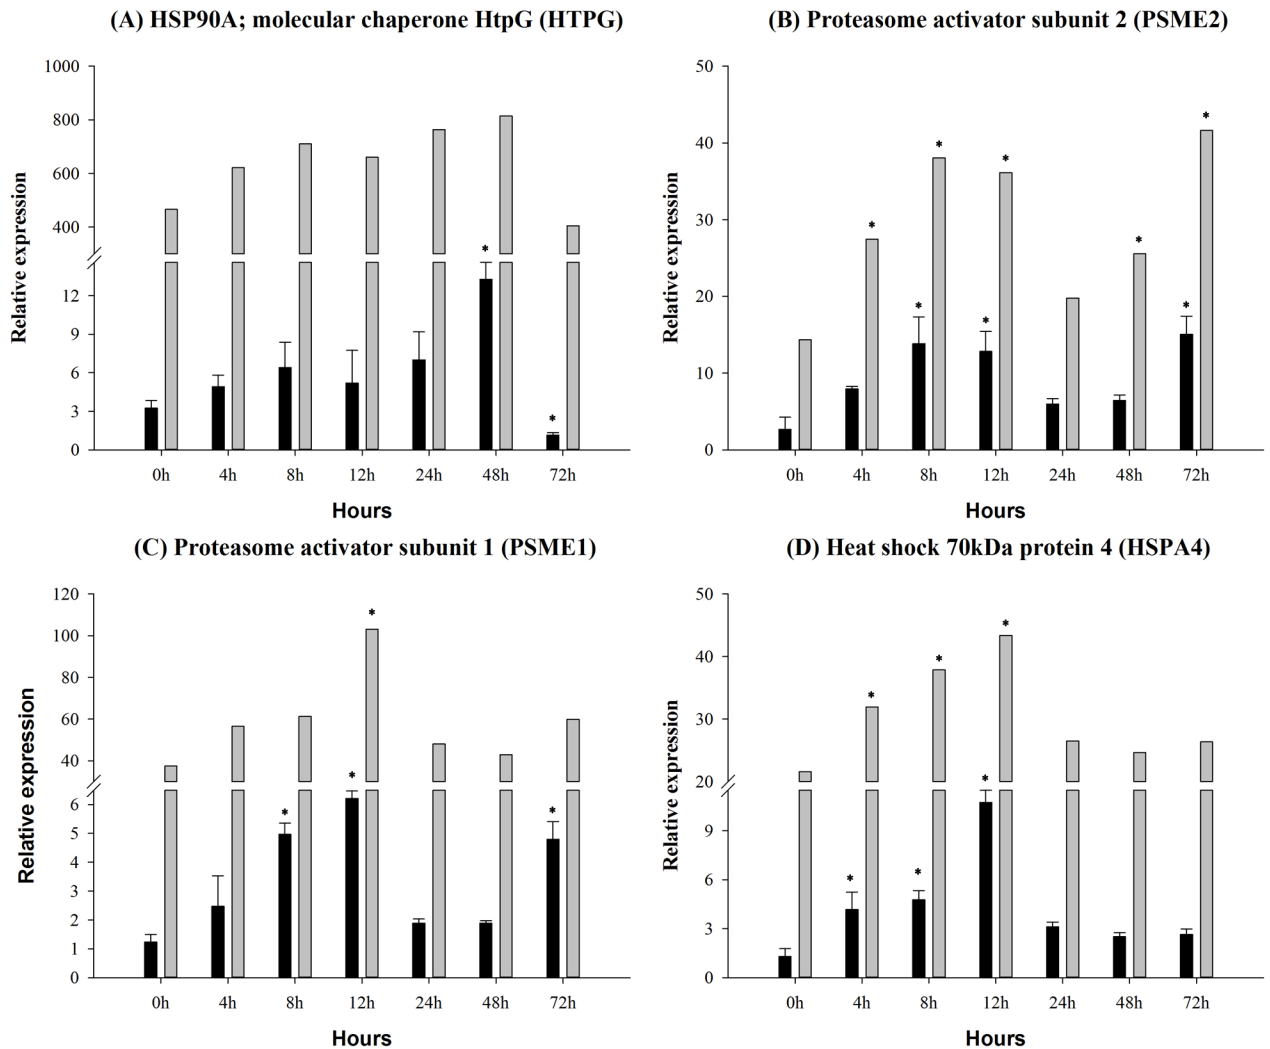 (A) HSP90A; molecular chaperone HtpG (HTPG)
Relative expression
1000
800
600
400
12
9
6
3
0
*
*
0h 4h 8h 12h 24h 48h 72h
Hours
(B) Proteasome activator subunit 2 (PSME2)
Relative expression
50
40
30
20
10
0
* * * * *
* * *
0h 4h 8h 12h 24h 48h 72h
Hours
(C) Proteasome activator subunit 1 (PSME1)
Relative expression
120
100
80
60
40
6
5
4
3
2
1
0
*
* * *
0h 4h 8h 12h 24h 48h 72h
Hours
(D) Heat shock 70kDa protein 4 (HSPA4)
Relative expression
50
40
30
20
9
6
3
0
* * *
* * *
0h 4h 8h 12h 24h 48h 72h
Hours